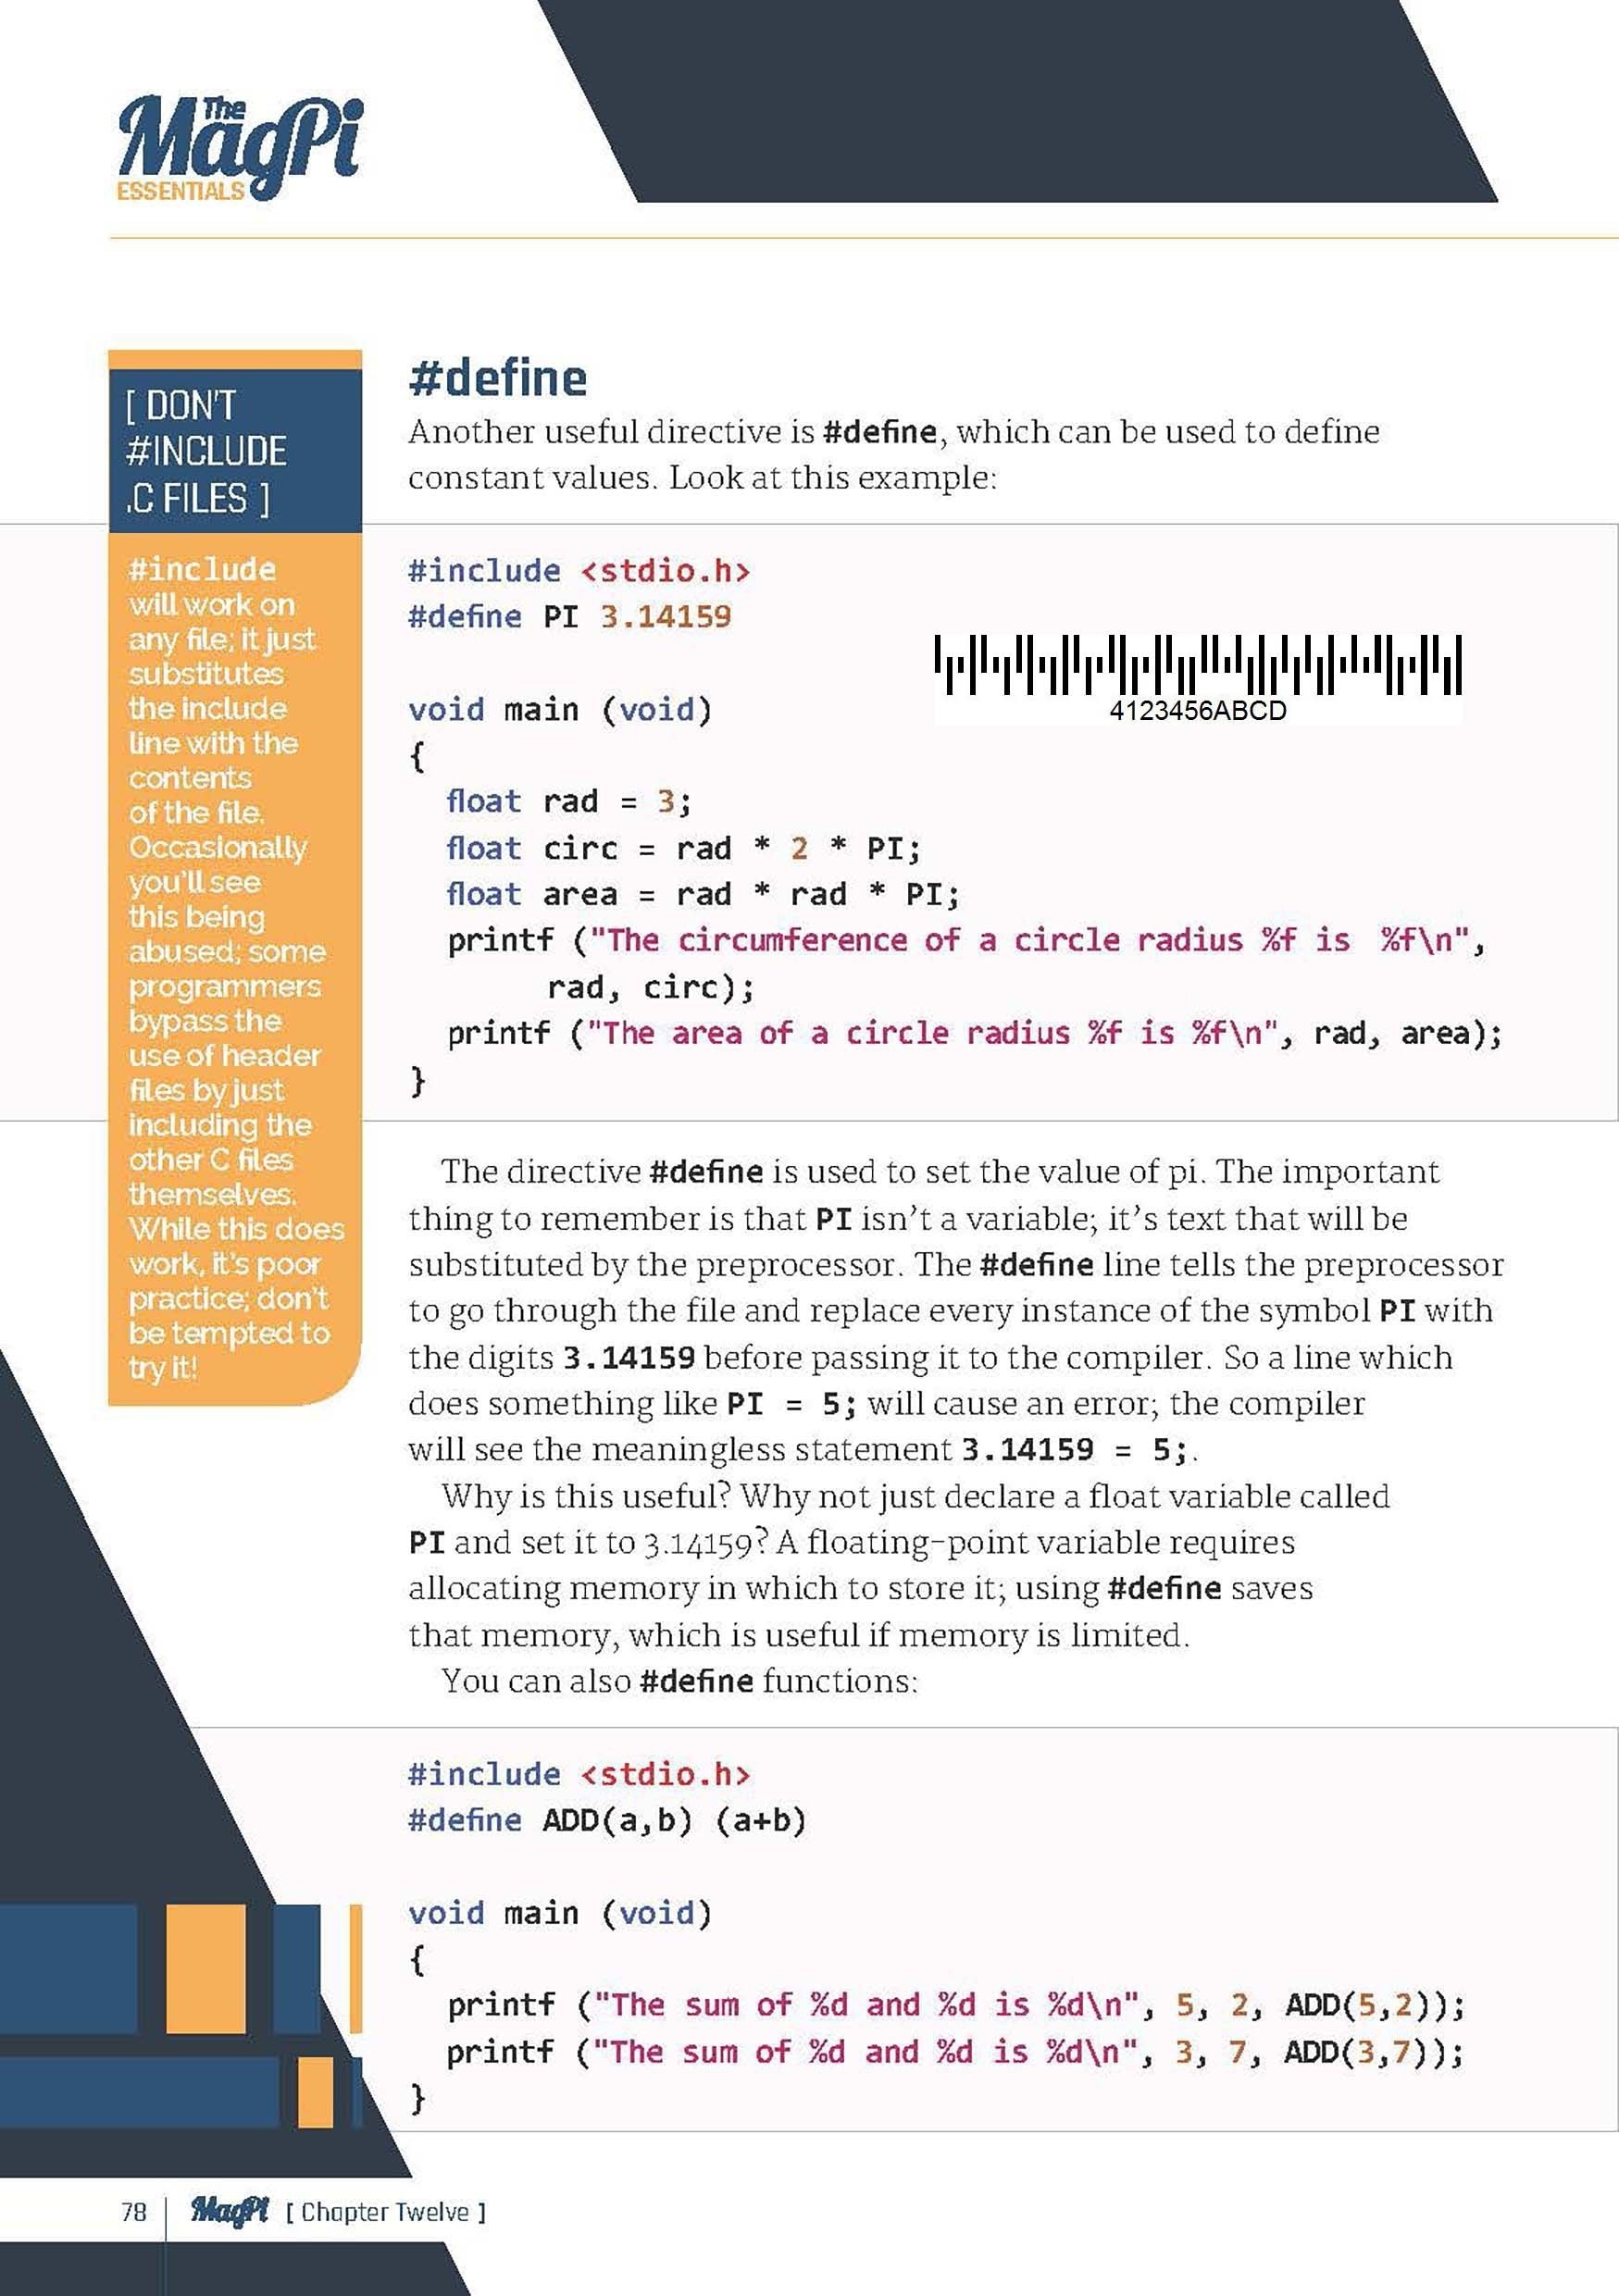 The
MagPi
ESSENTIALS
[ DON'T
#INCLUDE
.C FILES ]
#include
will work on
any file; it just
substitutes
the include
line with the
contents
of the file.
Occasionally
you'll see
this being
abused; some
programmers
bypass the
use of header
files by just
including the
other C files
themselves.
While this does
work, it's poor
practice; don't
be tempted to
try it!
#define
Another useful directive is #define, which can be used to define
constant values. Look at this example:
#include <stdio.h>
#define PI 3.14159
4123456ABCD
void main (void)
{
float rad = 3;
float circ = rad * 2 * PI;
float area = rad * rad * PI;
printf ("The circumference of a circle radius %f is  %f\n",
rad, circ);
printf ("The area of a circle radius %f is %f\n", rad, area);
}
The directive #define is used to set the value of pi. The important
thing to remember is that PI isn't a variable; it's text that will be
substituted by the preprocessor. The #define line tells the preprocessor
to go through the file and replace every instance of the symbol PI with
the digits 3.14159 before passing it to the compiler. So a line which
does something like PI = 5; will cause an error; the compiler
will see the meaningless statement 3.14159 = 5;.
Why is this useful? Why not just declare a float variable called
PI and set it to 3.14159? A floating-point variable requires
allocating memory in which to store it; using #define saves
that memory, which is useful if memory is limited.
You can also #define functions:
#include <stdio.h>
#define ADD(a,b) (a+b)
void main (void)
{
printf ("The sum of %d and %d is %d\n", 5, 2, ADD(5,2));
printf ("The sum of %d and %d is %d\n", 3, 7, ADD(3,7));
}
78 MagPi [ Chapter Twelve ]